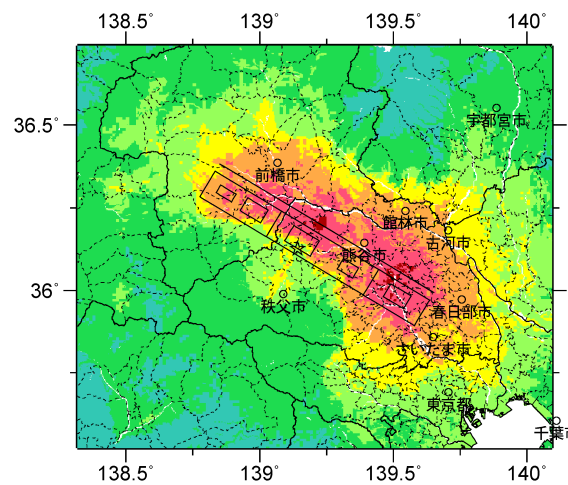 138.5° 139° 139.5° 140°
36.5°
宇都宮市
前橋市
館林市
古河市
熊谷市
36°
秩父市
春日部市
さいたま市
東京都
千葉市
138.5° 139° 139.5° 140°